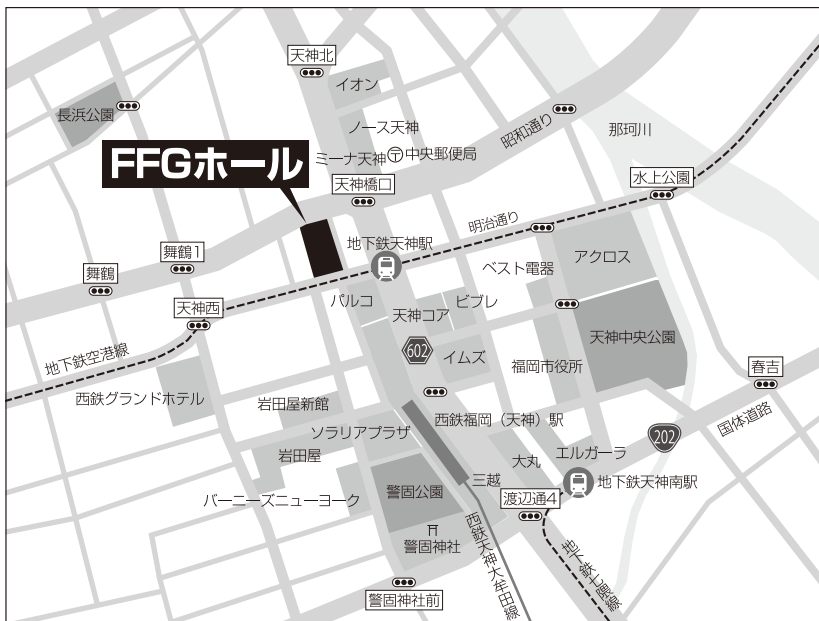 天神北
イオン
長浜公園
ノース天神
昭和通り
那珂川
ミーナ天神
〒中央郵便局
FFGホール
天神橋口
水上公園
明治通り
地下鉄天神駅
舞鶴1
舞鶴
ベスト電器
アクロス
天神西
パルコ
天神コア
ビブレ
天神中央公園
602
イムズ
地下鉄空港線
福岡市役所
春吉
西鉄グランドホテル
岩田屋新館
西鉄福岡（天神）駅
国体道路
ソラリアプラザ
202
岩田屋
大丸
エルガーラ
三越
地下鉄天神南駅
バーニーズニューヨーク
警固公園
渡辺通4
警固神社
西鉄天神大牟田線
地下鉄七隈線
警固神社前